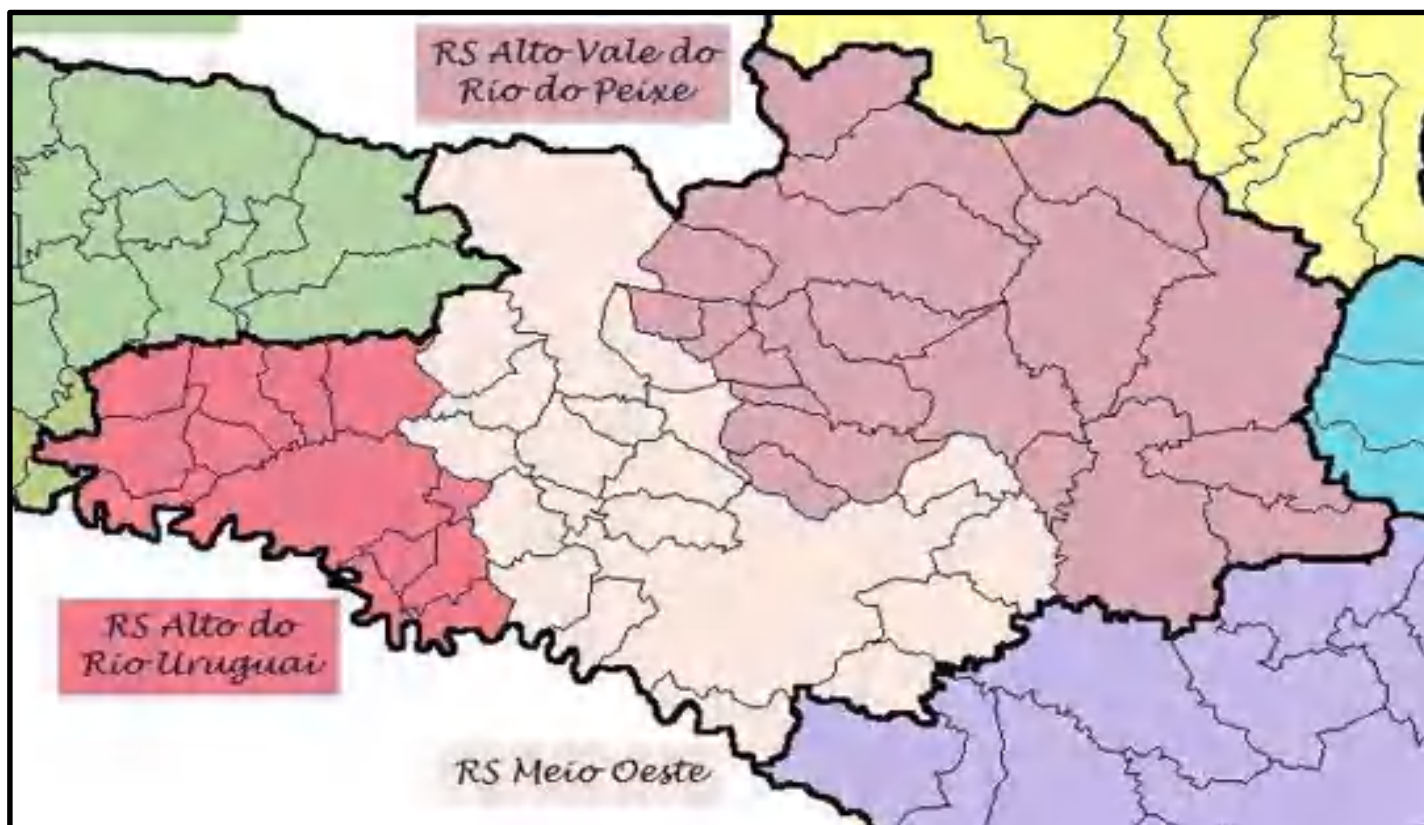 RS Alto Vale do
Rio do Peixe
RS Alto do
Rio Uruguai
RS Meio Oeste